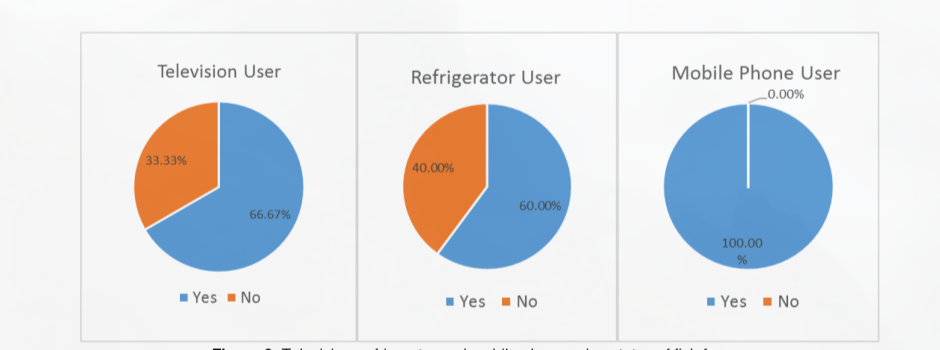 Television User
33.33%
66.67%
Yes No
Refrigerator User
40.00%
60.00%
Yes No
Mobile Phone User
0.00%
100.00
%
Yes No